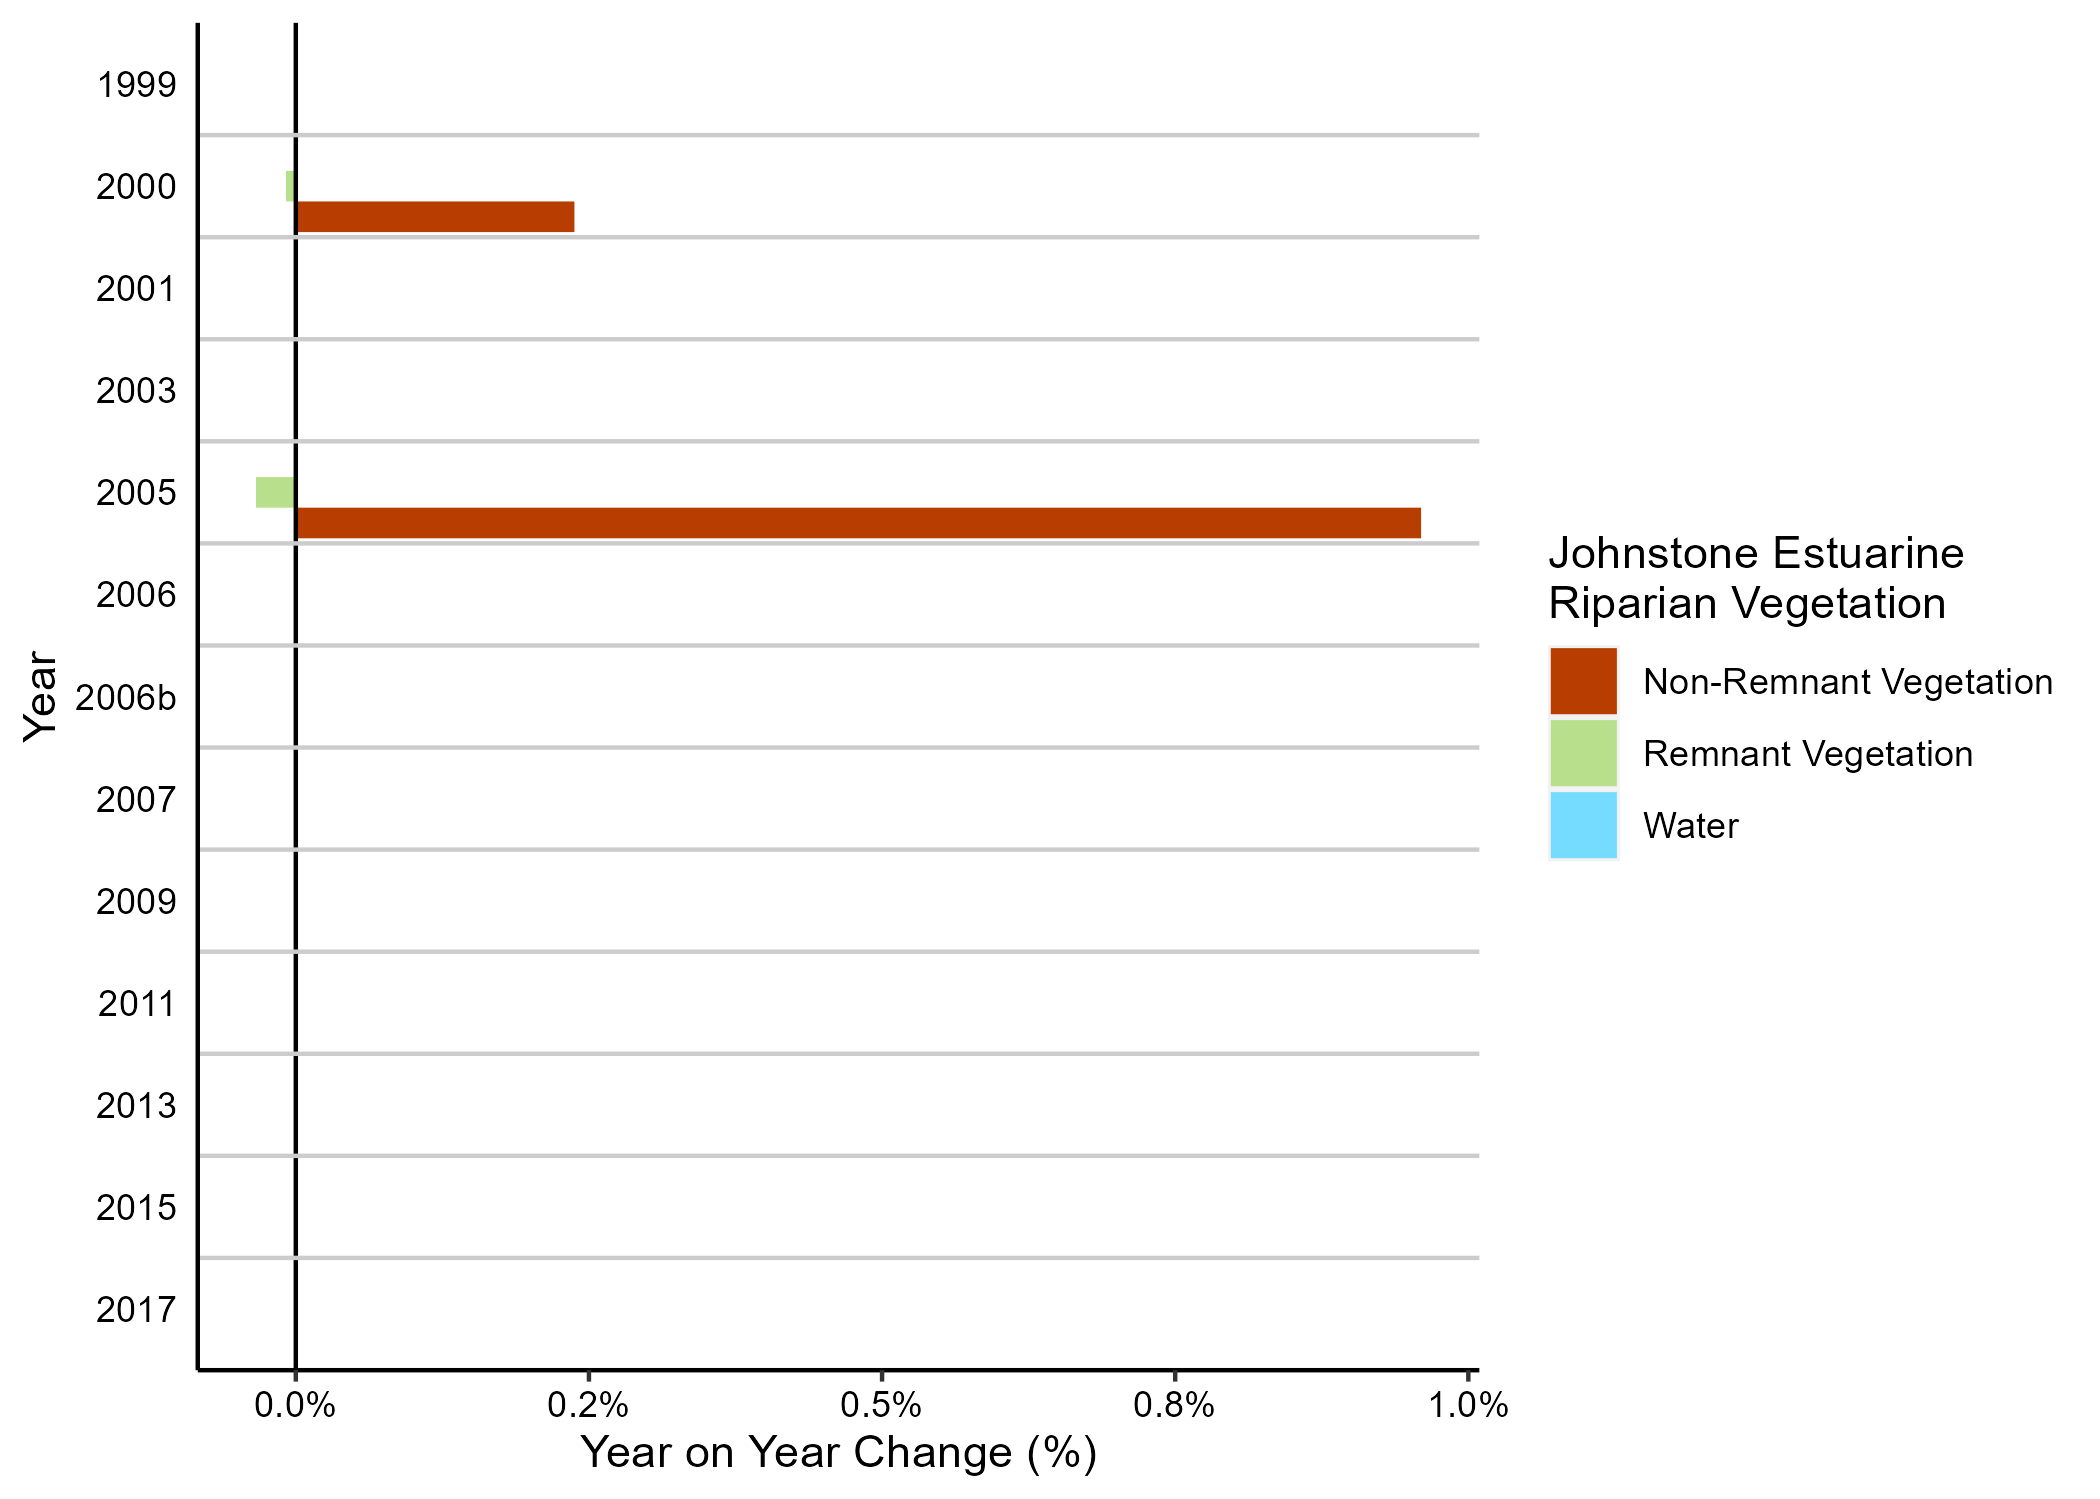 1999
2000
2001
2003
2005
2006
2006b
2007
2009
2011
2013
2015
2017
Year
0.0% 0.2% 0.5% 0.8% 1.0%
Year on Year Change (%)
Johnstone Estuarine
Riparian Vegetation
Non-Remnant Vegetation
Remnant Vegetation
Water